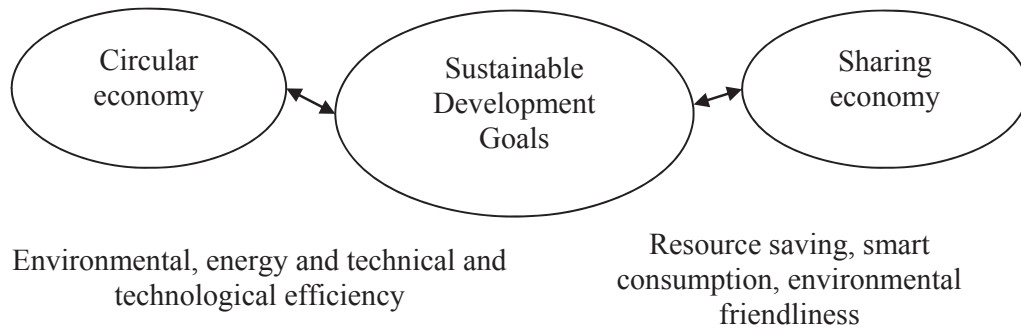 Circular
economy
Sustainable
Development
Goals
Sharing
economy
Environmental, energy and technical and
technological efficiency
Resource saving, smart
consumption, environmental
friendliness